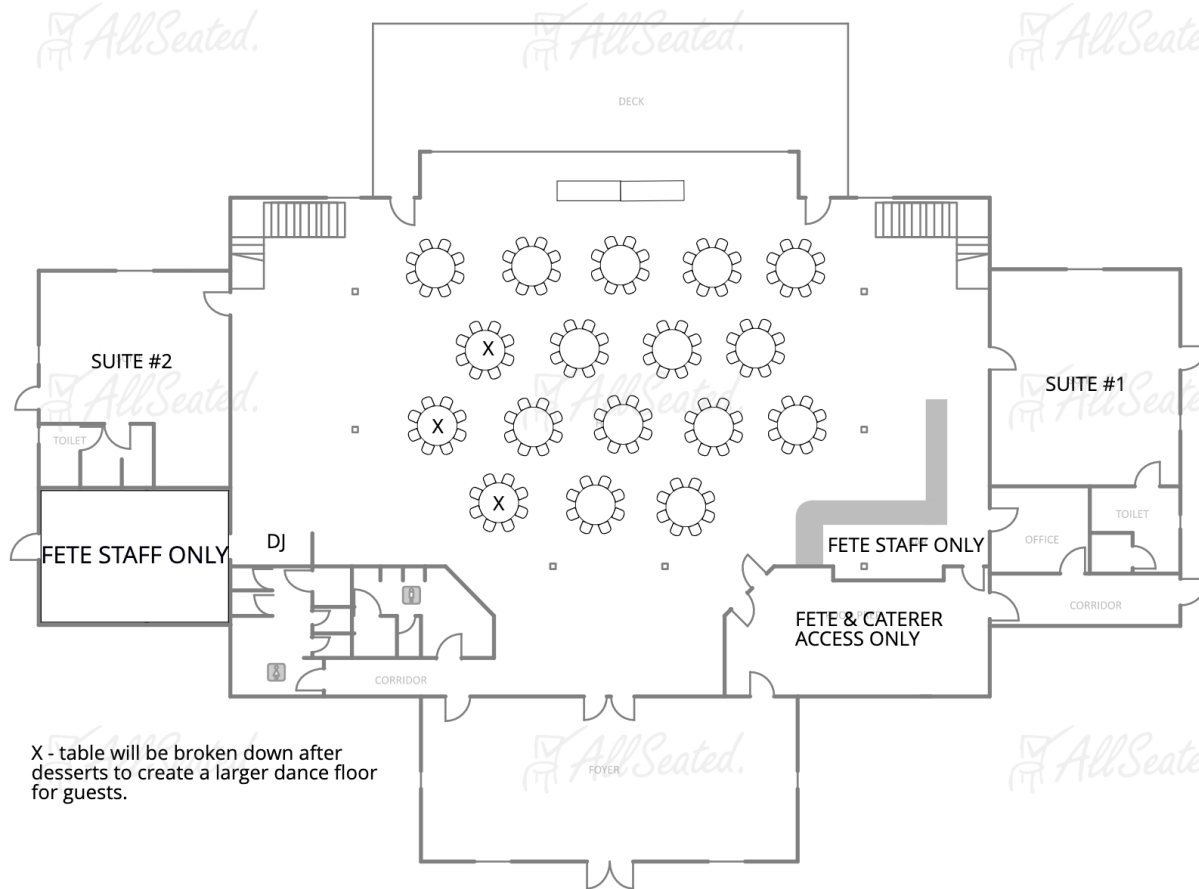 AllSeated.
AllSeated.
AllSeate
DECK
SUITE #2
SUITE #1
X
AllSeated.
AllSeated.
AllSeate
X
TOILET
X
TOILET
DJ
FETE STAFF ONLY
FETE STAFF ONLY
OFFICE
CORRIDOR
FETE & CATERER
ACCESS ONLY
CORRIDOR
X - table will be broken down after
desserts to create a larger dance floor
for guests.
AllSeated.
AllSeated.
AllSeate
FOYER